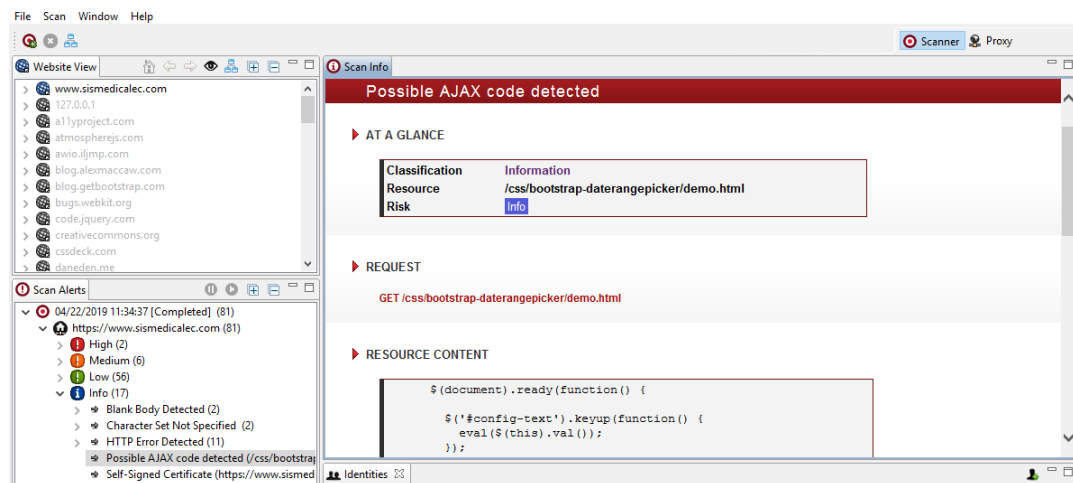 File Scan Window Help
Scanner Proxy
Website View
www.sismedicalec.com
127.0.0.1
a11yproject.com
atmospherejs.com
awio.iljmp.com
blog.alexmaccaw.com
blog.getbootstrap.com
bugs.webkit.org
code.jquery.com
creativecommons.org
cssdeck.com
daneden.me
Scan Alerts
04/22/2019 11:34:37 [Completed] (81)
https://www.sismedicalec.com (81)
High (2)
Medium (6)
Low (56)
Info (17)
Blank Body Detected (2)
Character Set Not Specified (2)
HTTP Error Detected (11)
Possible AJAX code detected (/css/bootstrap
Self-Signed Certificate (https://www.sismed
Scan Info
Possible AJAX code detected
AT A GLANCE
Classification Information
Resource /css/bootstrap-daterangepicker/demo.html
Risk Info
REQUEST
GET /css/bootstrap-daterangepicker/demo.html
RESOURCE CONTENT
$(document).ready(function() {
$('#config-text').keyup(function() {
eval($(this).val());
});
Identities